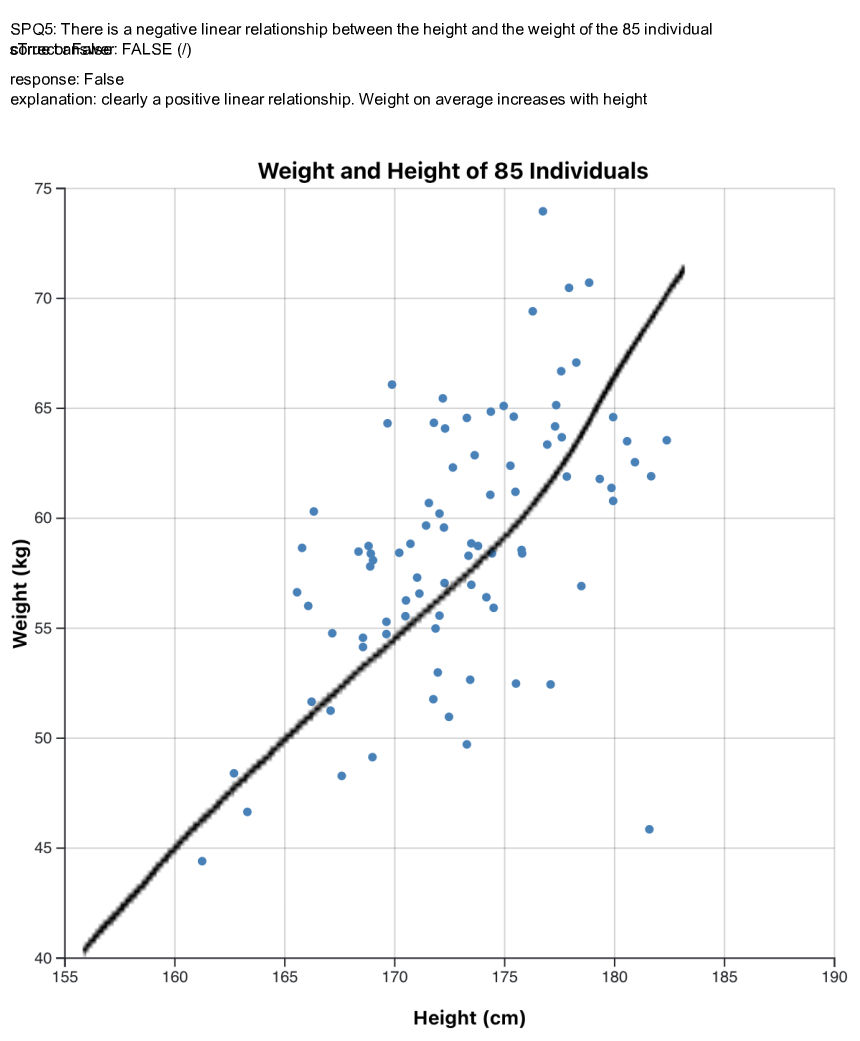 SPQ5: There is a negative linear relationship between the height and the weight of the 85 individual
FALSE (/)
response: False
explanation: clearly a positive linear relationship. Weight on average increases with height
Weight and Height of 85 Individuals
75
70
65
60
55
50
45
40
Weight (kg)
155 160 165 170 175 180 185 190
Height (cm)